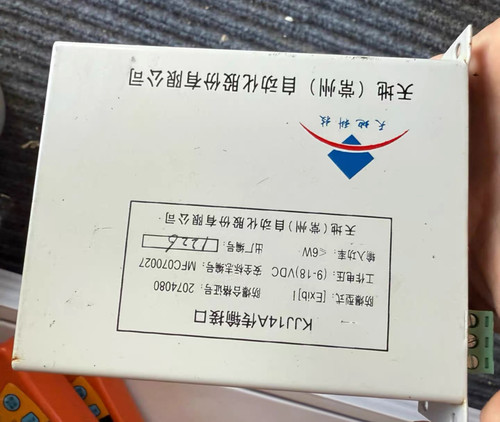 天地科技
KJJ14A传输接口
防爆型式: [Exib]Ⅰ 防爆合格证号: 2074080
工作电压: (9-18)VDC 安全标志编号: MFC070027
输入功率: <6W 出厂编号: 1226
天地(常州)自动化股份有限公司
天地(常州)自动化股份有限公司